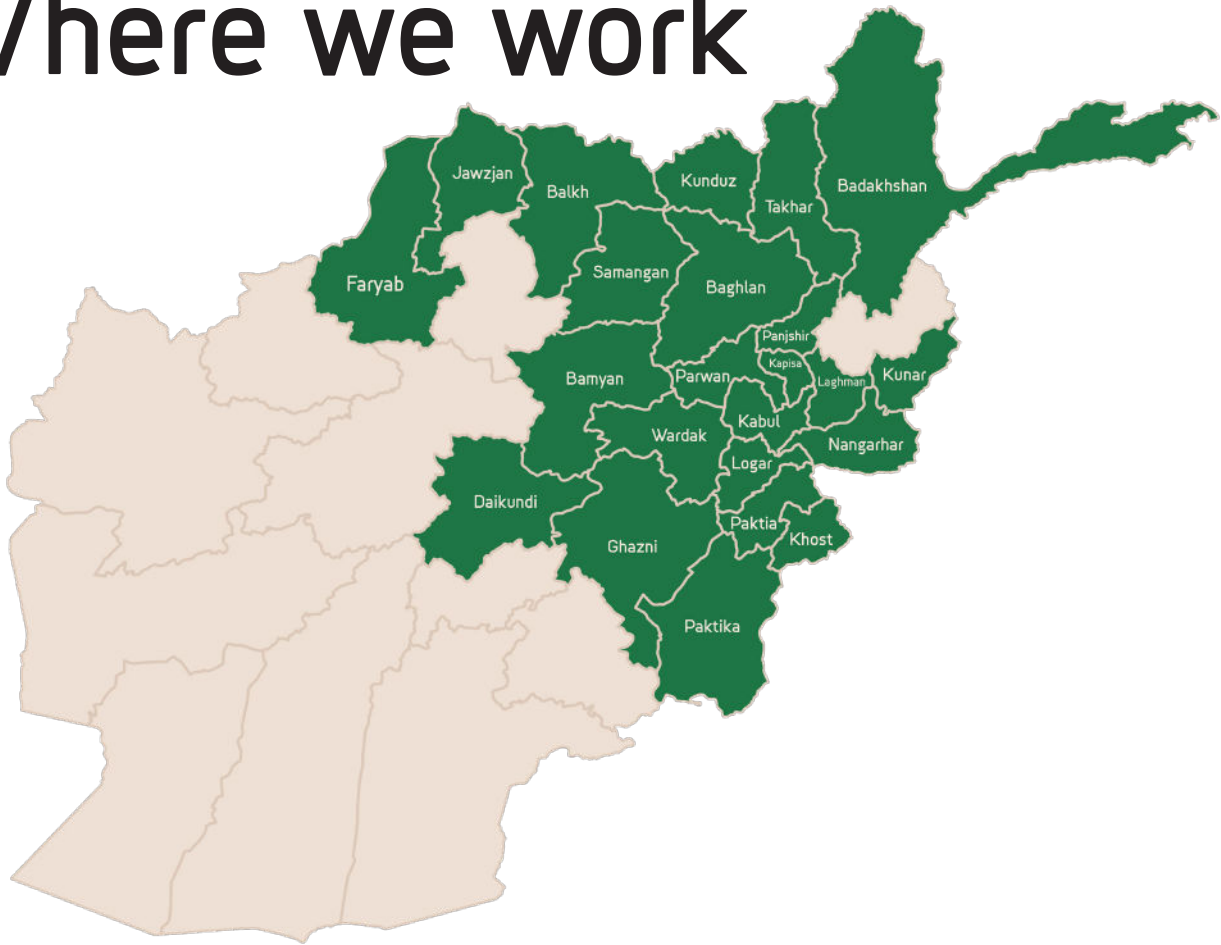 here we work
Jawzjan
Balkh
Kunduz
Takhar
Badakhshan
Faryab
Samangan
Baghlan
Panjshir
Kapisa
Bamyan
Parwan
Laghman
Kunar
Kabul
Wardak
Nangarhar
Logar
Daikundi
Paktia
Ghazni
Khost
Paktika